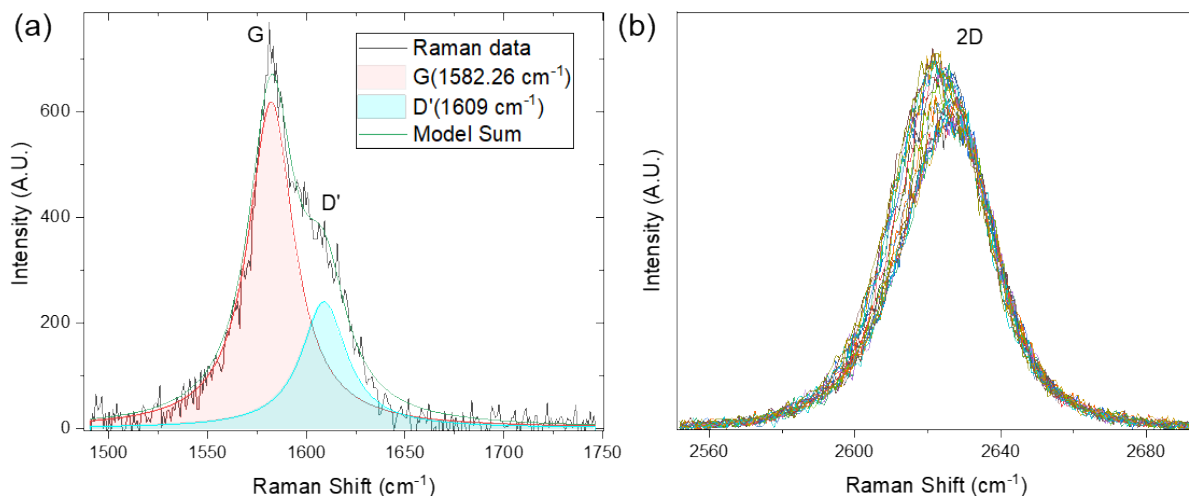 (a)
G
D'
Raman data
G(1582.26 cm⁻¹)
D'(1609 cm⁻¹)
Model Sum
600
400
200
0
Intensity (A.U.)
1500 1550 1600 1650 1700 1750
Raman Shift (cm⁻¹)
(b)
2D
Intensity (A.U.)
2560 2600 2640 2680
Raman Shift (cm⁻¹)